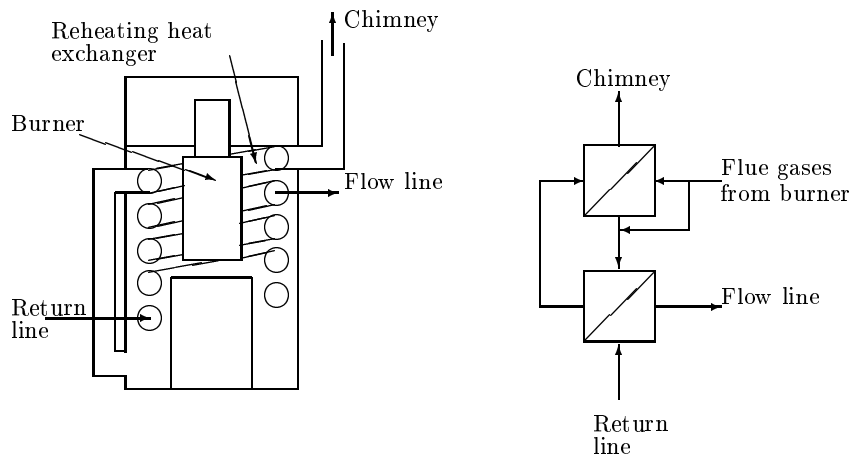 Chimney
Reheating heat
exchanger
Burner
Flow line
Return
line
Chimney
Flue gases
from burner
Flow line
Return
line